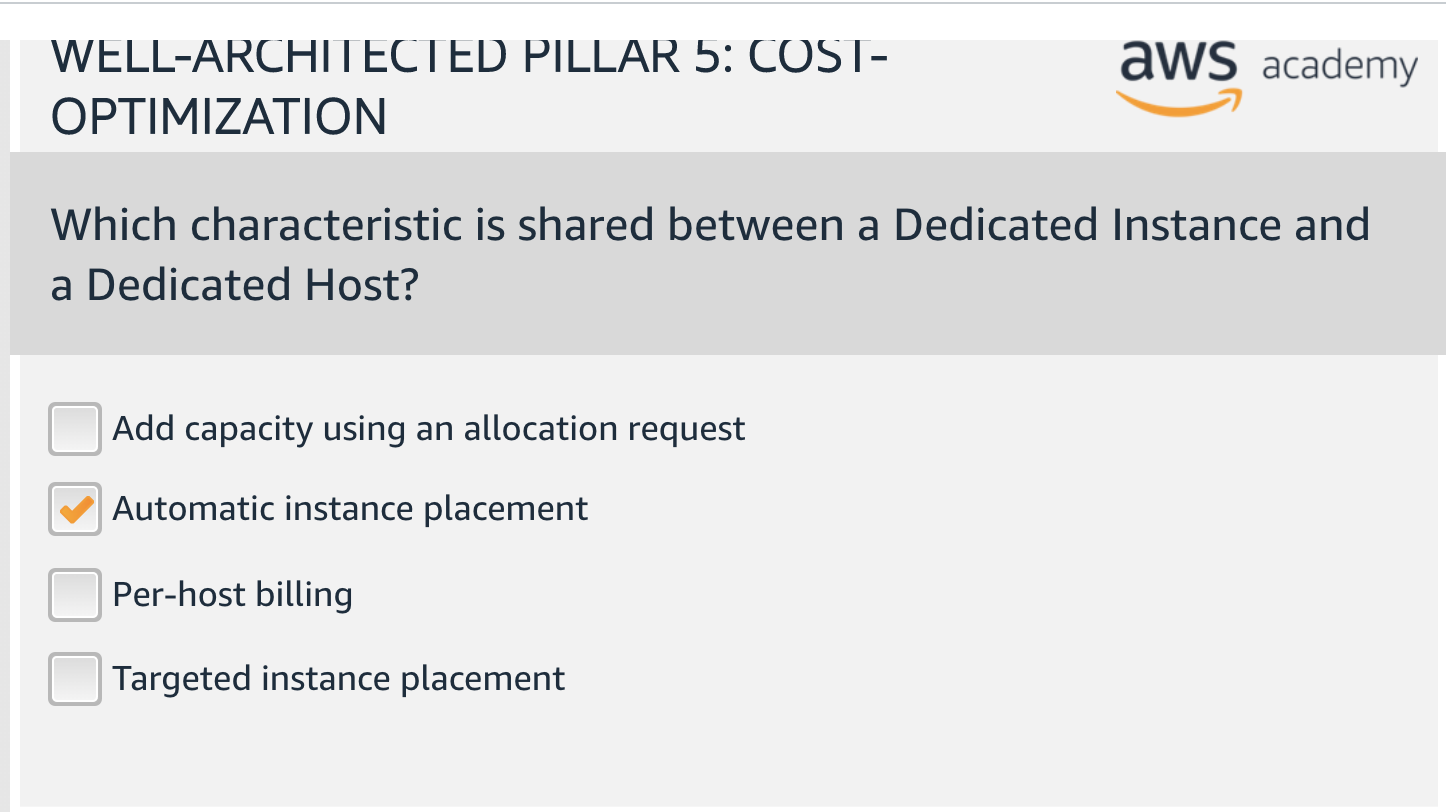 WELL-ARCHITECTED PILLAR 5: COST-
OPTIMIZATION
aws academy
Which characteristic is shared between a Dedicated Instance and
a Dedicated Host?
Add capacity using an allocation request
Automatic instance placement
Per-host billing
Targeted instance placement